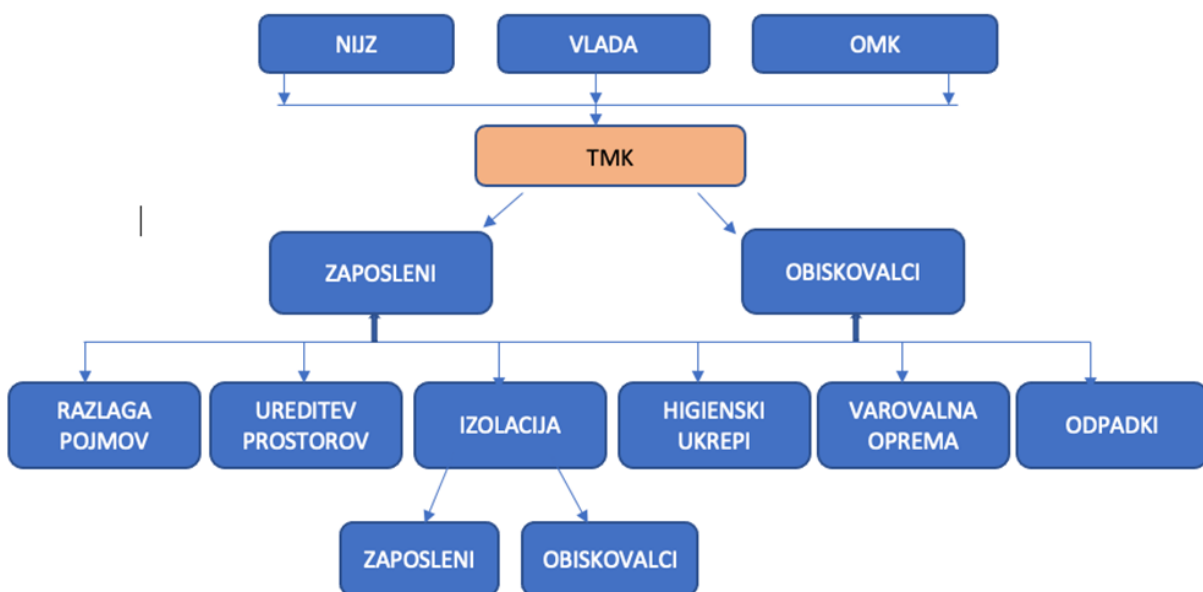 NIJZ
VLADA
OMK
TMK
ZAPOSLENI
OBISKOVALCI
RAZLAGA
POJMOV
UREDITEV
PROSTOROV
IZOLACIJA
HIGIENSKI
UKREPI
VAROVALNA
OPREMA
ODPADKI
ZAPOSLENI
OBISKOVALCI